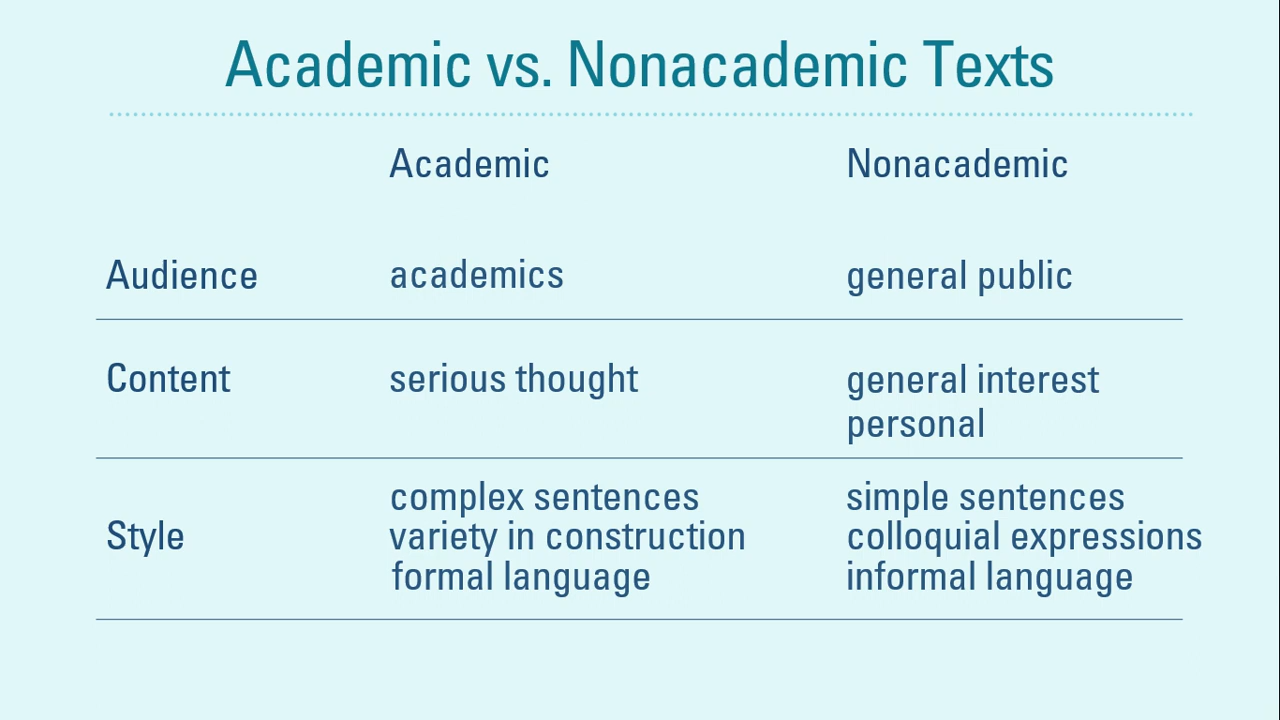 Academic vs. Nonacademic Texts
Academic Nonacademic
Audience academics general public
Content serious thought general interest
personal
complex sentences simple sentences
Style variety in construction colloquial expressions
formal language informal language